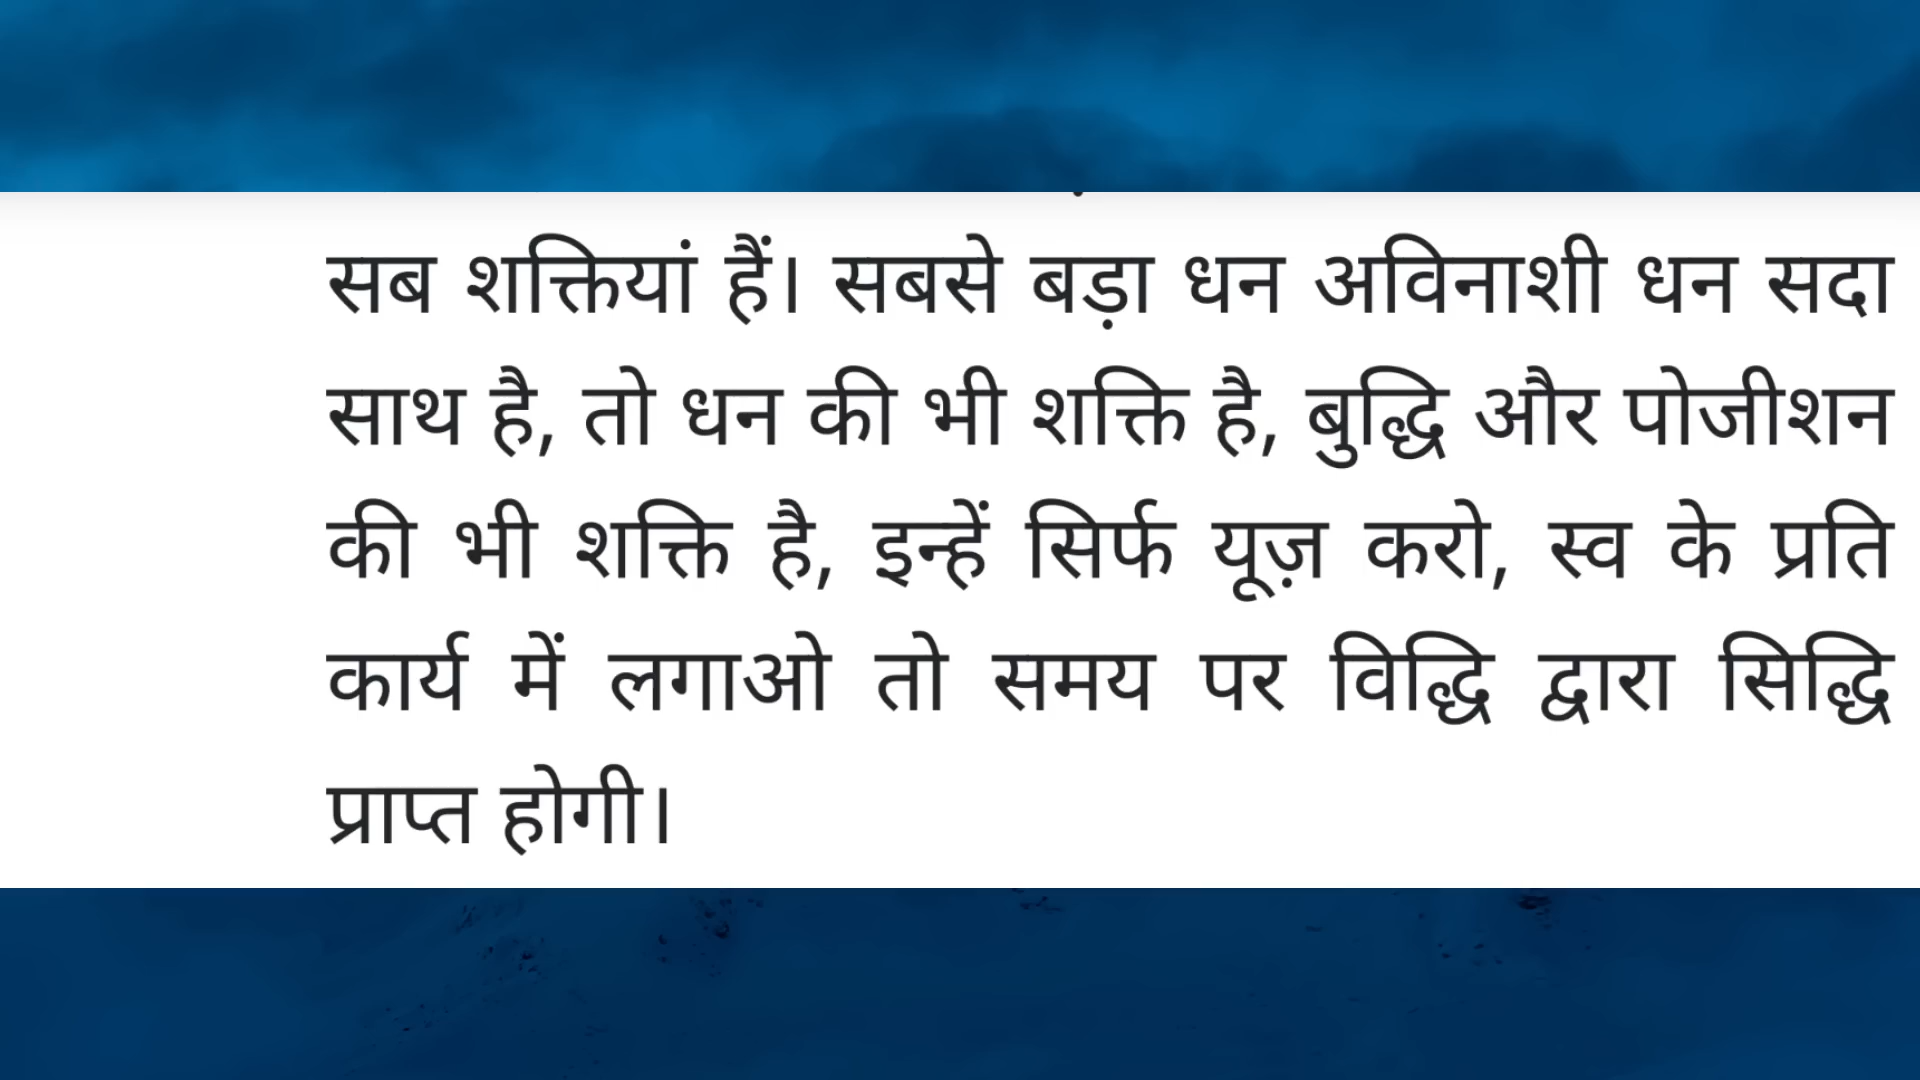 सब शक्तियां हैं। सबसे बड़ा धन अविनाशी धन सदा
साथ है, तो धन की भी शक्ति है, बुद्धि और पोजीशन
की भी शक्ति है, इन्हें सिर्फ यूज़ करो, स्व के प्रति
कार्य में लगाओ तो समय पर विद्धि द्वारा सिद्धि
प्राप्त होगी।